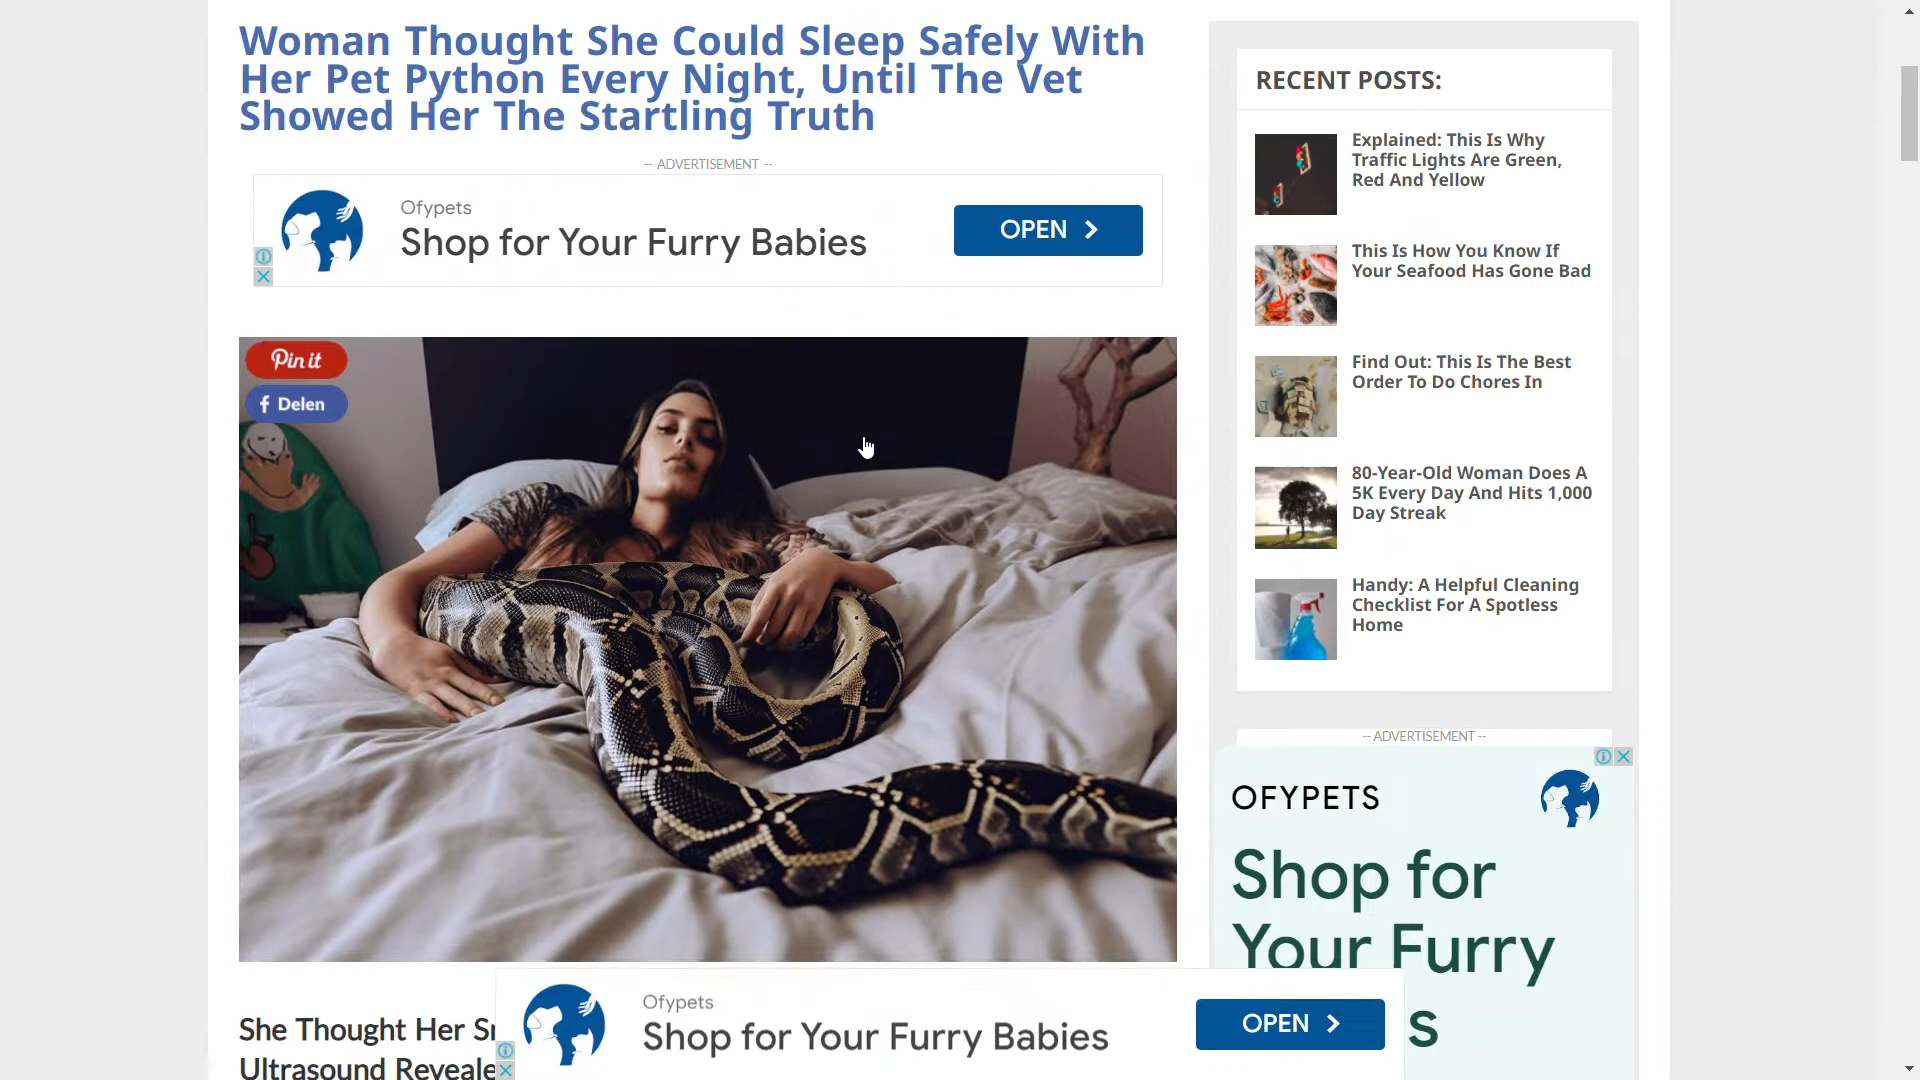 Woman Thought She Could Sleep Safely With
Her Pet Python Every Night, Until The Vet
Showed Her The Startling Truth
-- ADVERTISEMENT --
Ofypets
Shop for Your Furry Babies
OPEN
Pin it
Delen
She Thought Her
Ultrasound
Ofypets
Shop for Your Furry Babies
OPEN
RECENT POSTS:
Explained: This Is Why
Traffic Lights Are Green,
Red And Yellow
This Is How You Know If
Your Seafood Has Gone Bad
Find Out: This Is The Best
Order To Do Chores In
80-Year-Old Woman Does A
5K Every Day And Hits 1,000
Day Streak
Handy: A Helpful Cleaning
Checklist For A Spotless
Home
-- ADVERTISEMENT --
OFYPETS
Shop for
Your Furry
s